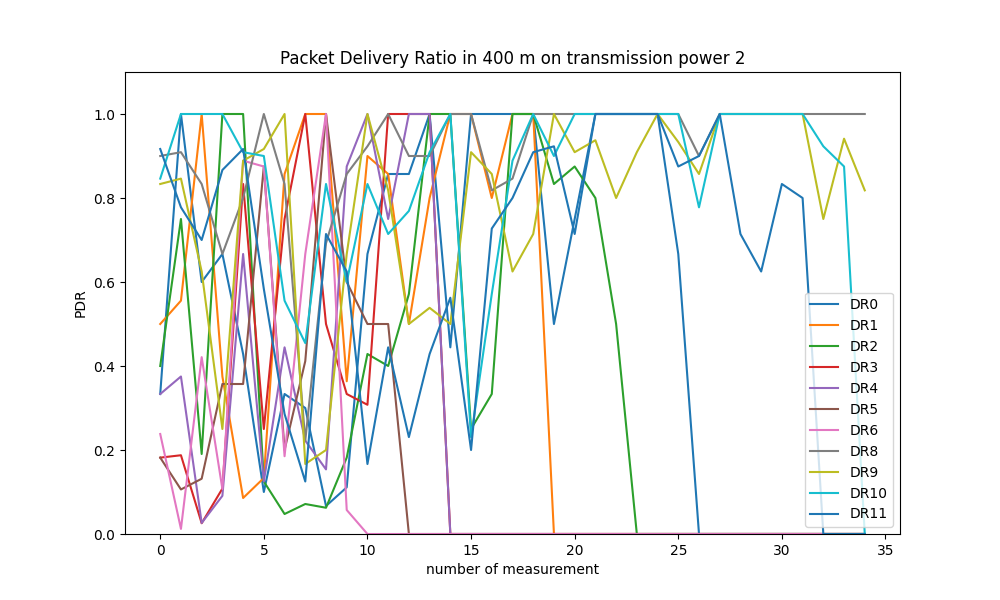 Packet Delivery Ratio in 400 m on transmission power 2
1.0
0.8
0.6
0.4
0.2
0.0
PDR
0 5 10 15 20 25 30 35
number of measurement
DR0
DR1
DR2
DR3
DR4
DR5
DR6
DR8
DR9
DR10
DR11